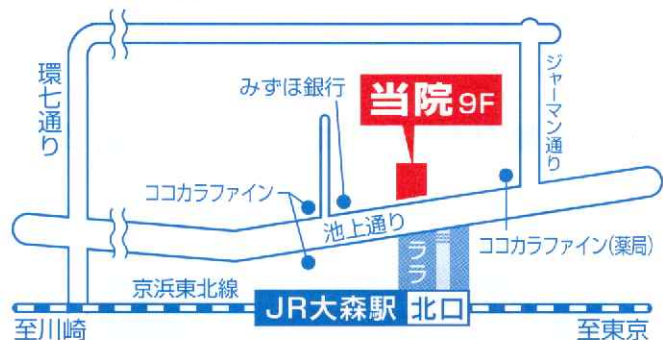 環七通り
みずほ銀行
当院 9F
ジャーマン通り
ココカラファイン
池上通り
ララ
ココカラファイン(薬局)
京浜東北線
JR大森駅 北口
至川崎
至東京